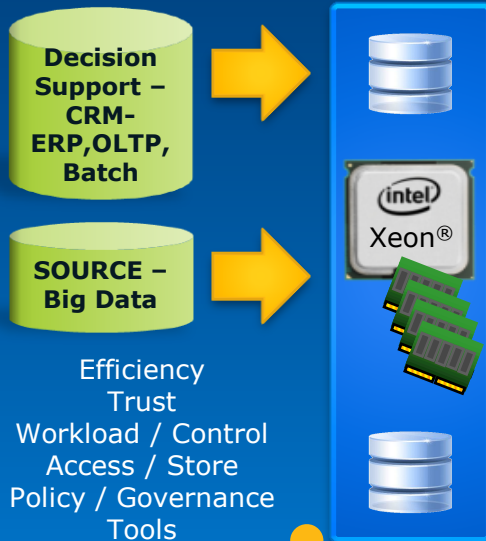 Decision
Support –
CRM-
ERP,OLTP,
Batch
SOURCE –
Big Data
Efficiency
Trust
Workload / Control
Access / Store
Policy / Governance
Tools
intel
Xeon®